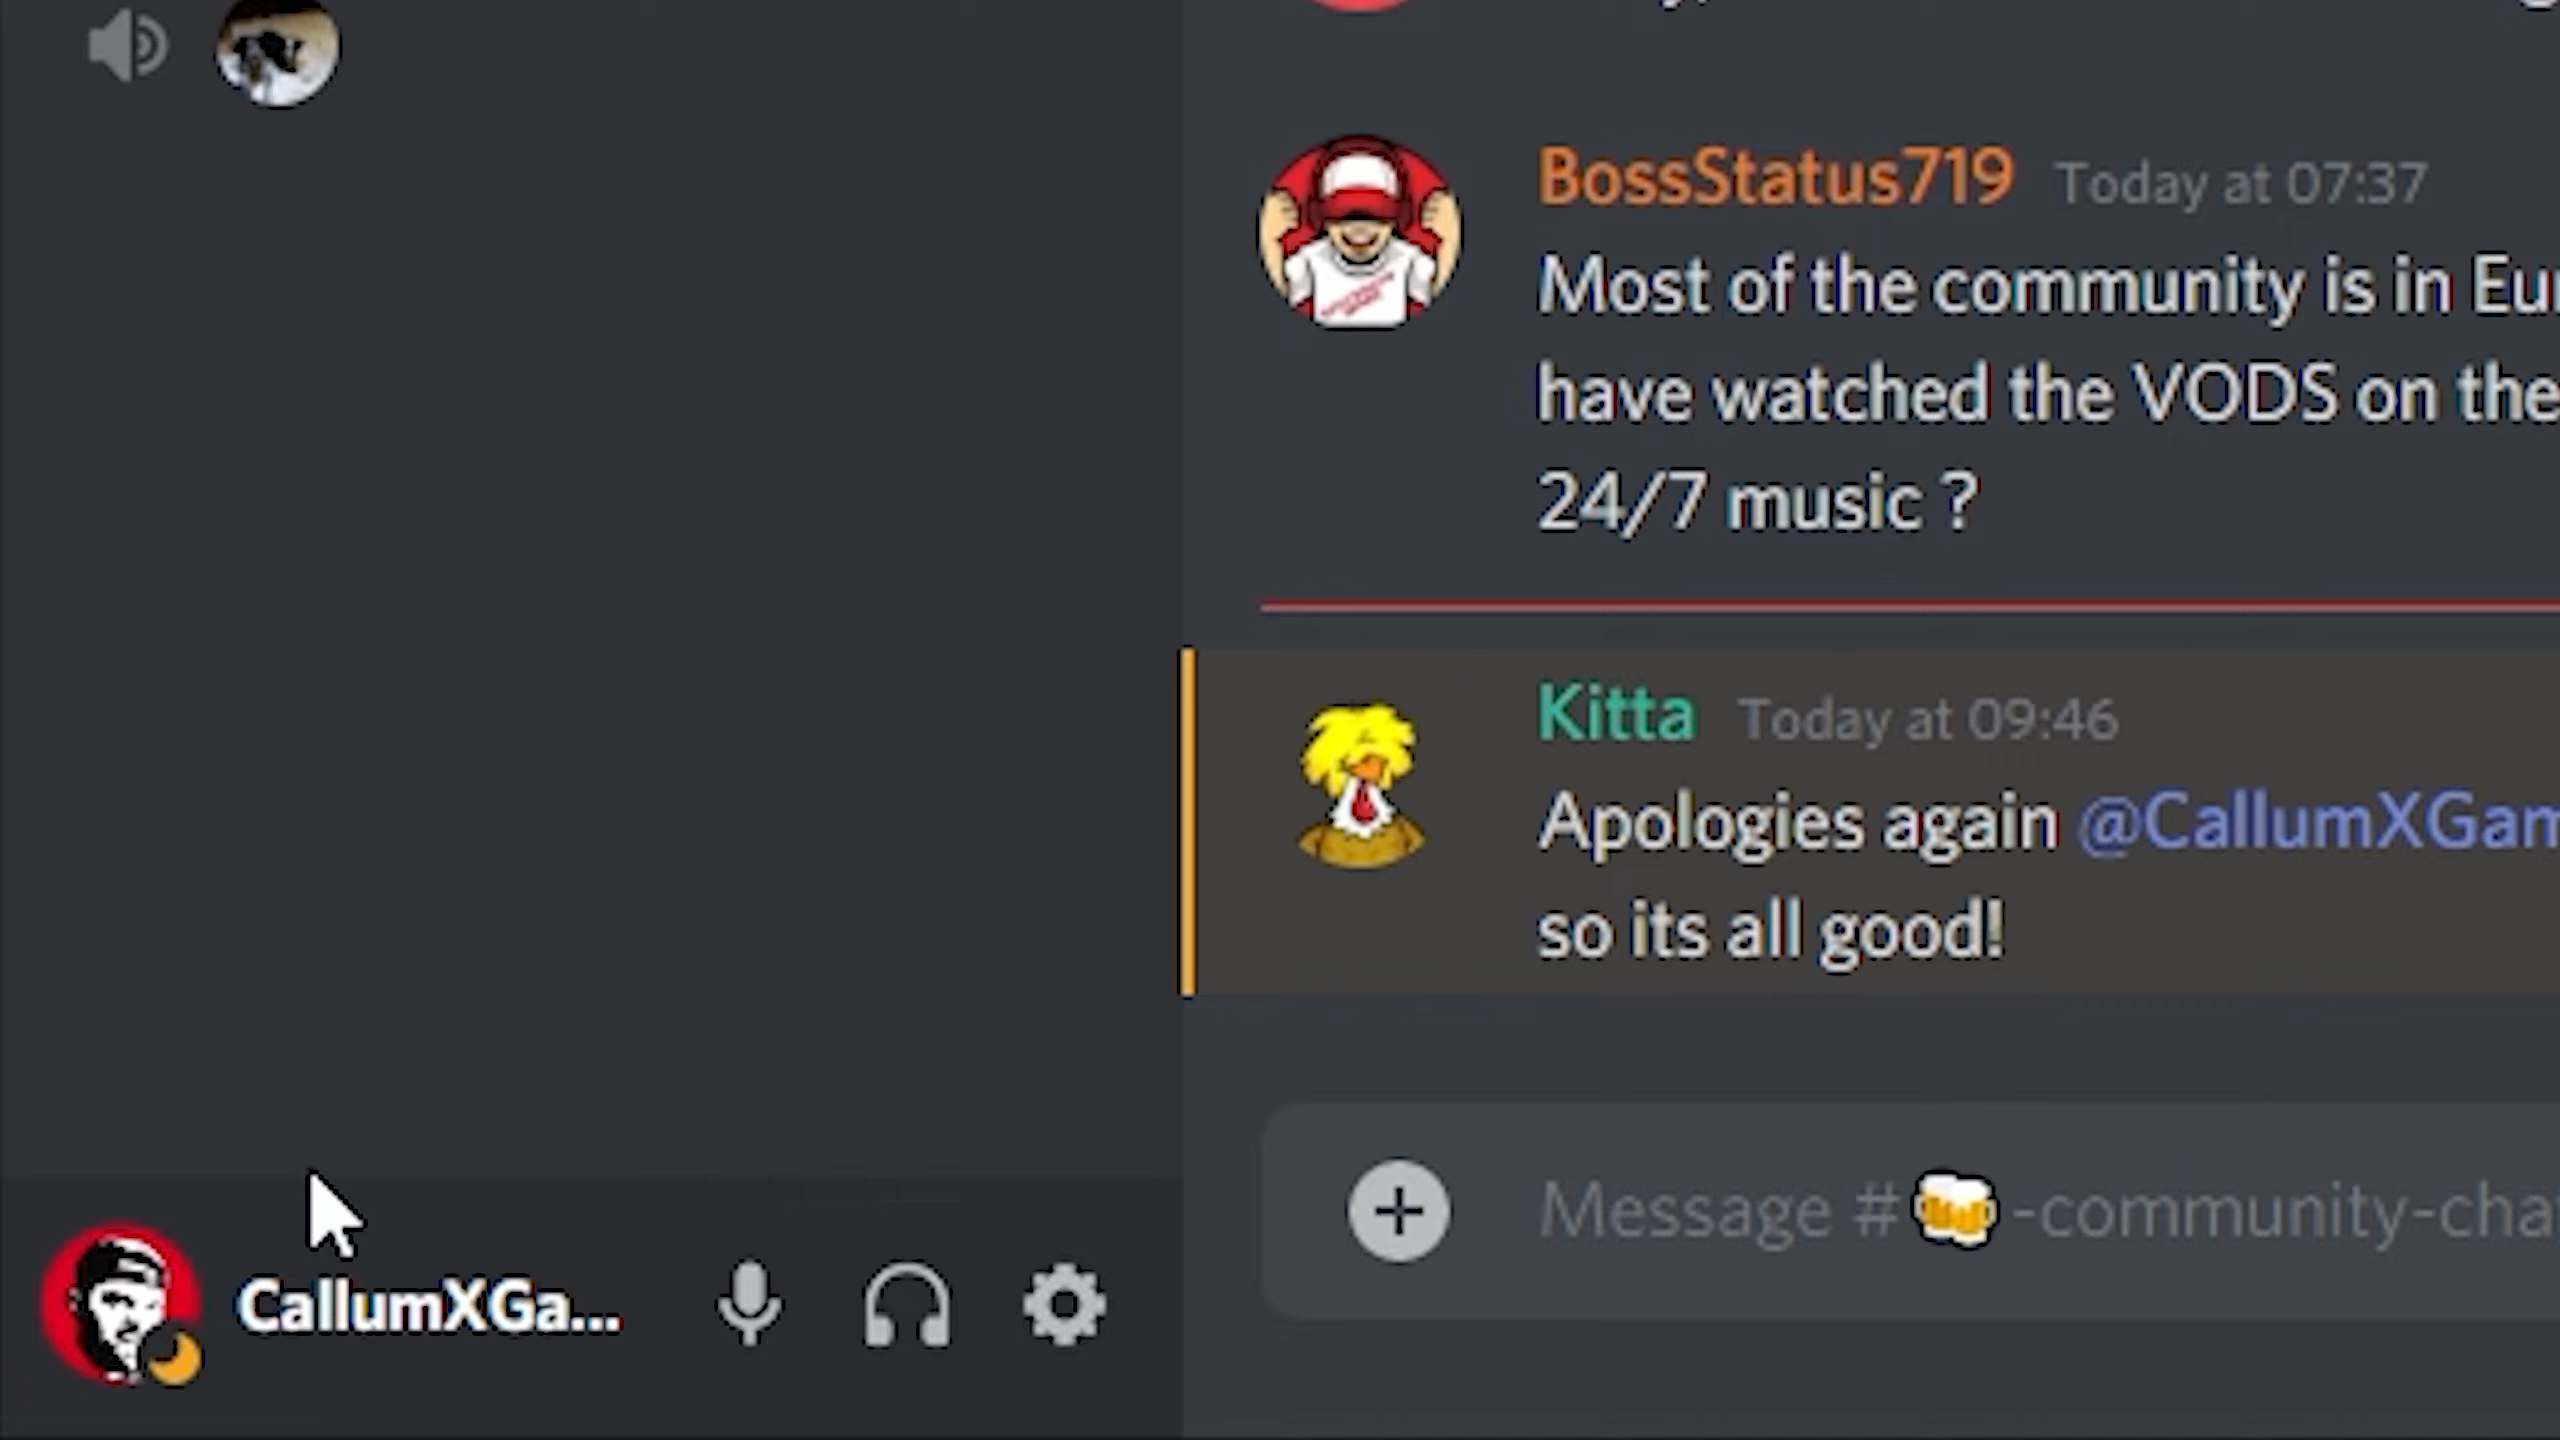 BossStatus719 Today at 07:37
Most of the community is in
have watched the VODS on the
24/7 music ?
Kitta Today at 09:46
Apologies again @CallumXGam
so its all good!
Message #🍻-community-cha
CallumXGa...